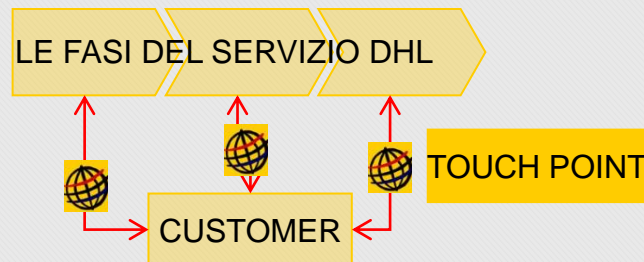 LE FASI DEL SERVIZIO DHL
TOUCH POINT
CUSTOMER